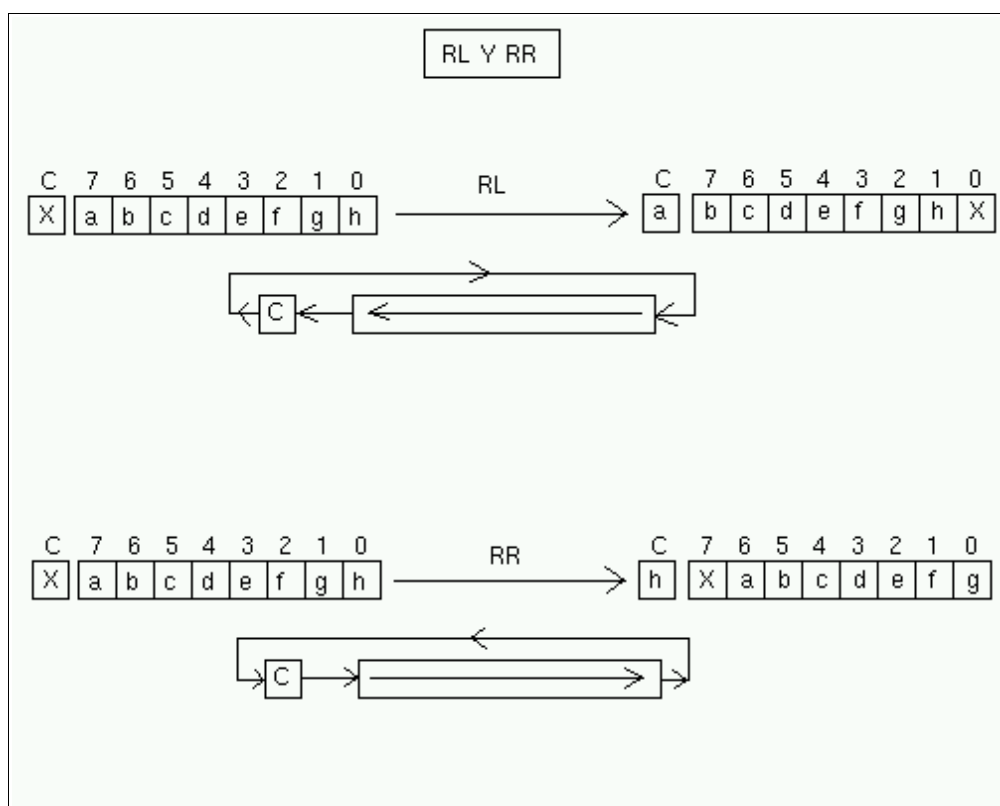 RL Y RR
C 7 6 5 4 3 2 1 0 RL C 7 6 5 4 3 2 1 0
X a b c d e f g h a b c d e f g h X
C
C 7 6 5 4 3 2 1 0 RR C 7 6 5 4 3 2 1 0
X a b c d e f g h h X a b c d e f g
C